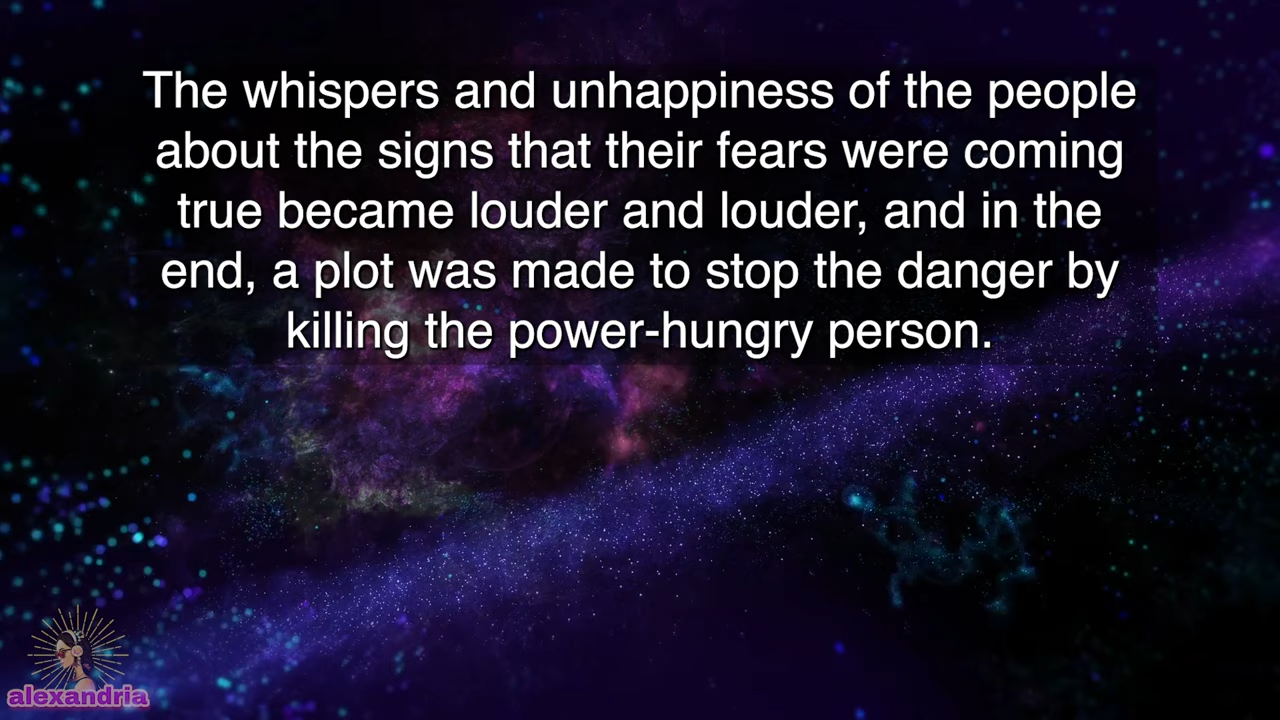 The whispers and unhappiness of the people
about the signs that their fears were coming
true became louder and louder, and in the
end, a plot was made to stop the danger by
killing the power-hungry person.
alexandria